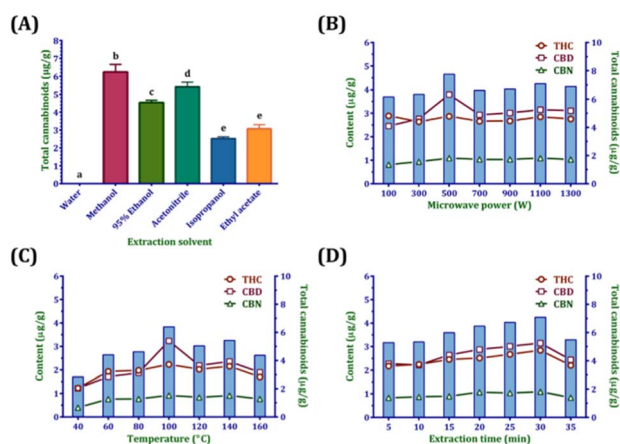 (A)
Total cannabinoids (µg/g)
8
7
6
5
4
3
2
1
0
a
b
c
d
e
e
Water
Methanol
95% Ethanol
Acetonitrile
Isopropanol
Ethyl acetate
Extraction solvent
(B)
THC
CBD
CBN
Content (µg/g)
6
5
4
3
2
1
0
Total cannabinoids (µg/g)
10
8
6
4
2
0
100 300 500 700 900 1100 1300
Microwave power (W)
(C)
THC
CBD
CBN
Content (µg/g)
6
5
4
3
2
1
0
Total cannabinoids (µg/g)
10
8
6
4
2
0
40 60 80 100 120 140 160
Temperature (°C)
(D)
THC
CBD
CBN
Content (µg/g)
6
5
4
3
2
1
0
Total cannabinoids (µg/g)
10
8
6
4
2
0
5 10 15 20 25 30 35
Extraction time (min)